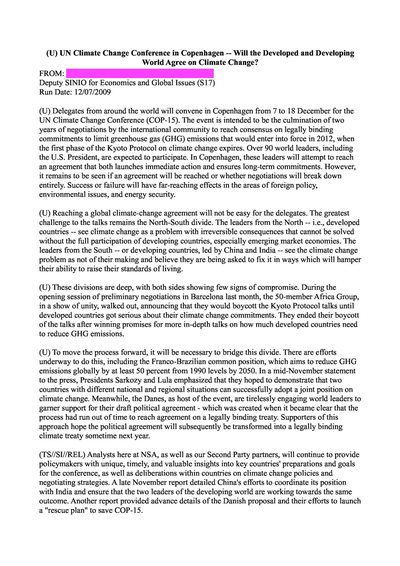 (U) UN Climate Change Conference in Copenhagen -- Will the Developed and Developing
World Agree on Climate Change?
FROM:
Deputy SINIO for Economics and Global Issues (S17)
Run Date: 12/07/2009
(U) Delegates from around the world will convene in Copenhagen from 7 to 18 December for the
UN Climate Change Conference (COP-15). The event is intended to be the culmination of two
years of negotiations by the international community to reach consensus on legally binding
commitments to limit greenhouse gas (GHG) emissions that would enter into force in 2012, when
the first phase of the Kyoto Protocol on climate change expires. Over 90 world leaders, including
the U.S. President, are expected to participate. In Copenhagen, these leaders will attempt to reach
an agreement that both launches immediate action and ensures long-term commitments. However,
it remains to be seen if an agreement will be reached or whether negotiations will break down
entirely. Success or failure will have far-reaching effects in the areas of foreign policy,
environmental issues, and energy security.
(U) Reaching a global climate-change agreement will not be easy for the delegates. The greatest
challenge to the talks remains the North-South divide. The leaders from the North -- i.e., developed
countries -- see climate change as a problem with irreversible consequences that cannot be solved
without the full participation of developing countries, especially emerging market economies. The
leaders from the South -- or developing countries, led by China and India -- see the climate change
problem as not of their making and believe they are being asked to fix it in ways which will hamper
their ability to raise their standards of living.
(U) These divisions are deep, with both sides showing few signs of compromise. During the
opening session of preliminary negotiations in Barcelona last month, the 50-member Africa Group,
in a show of unity, walked out, announcing that they would boycott the Kyoto Protocol talks until
developed countries got serious about their climate change commitments. They ended their boycott
of the talks after winning promises for more in-depth talks on how much developed countries need
to reduce GHG emissions.
(U) To move the process forward, it will be necessary to bridge this divide. There are efforts
underway to do this, including the Franco-Brazilian common position, which aims to reduce GHG
emissions globally by at least 50 percent from 1990 levels by 2050. In a mid-November statement
to the press, Presidents Sarkozy and Lula emphasized that they hoped to demonstrate that two
countries with different national and regional situations can successfully adopt a joint position on
climate change. Meanwhile, the Danes, as host of the event, are tirelessly engaging world leaders to
garner support for their draft political agreement - which was created when it became clear that the
process had run out of time to reach agreement on a legally binding treaty. Supporters of this
approach hope the political agreement will subsequently be transformed into a legally binding
climate treaty sometime next year.
(TS//SI//REL) Analysts here at NSA, as well as our Second Party partners, will continue to provide
policymakers with unique, timely, and valuable insights into key countries' preparations and goals
for the conference, as well as deliberations within countries on climate change policies and
negotiating strategies. A late November report detailed China's efforts to coordinate its position
with India and ensure that the two leaders of the developing world are working towards the same
outcome. Another report provided advance details of the Danish proposal and their efforts to launch
a "rescue plan" to save COP-15.